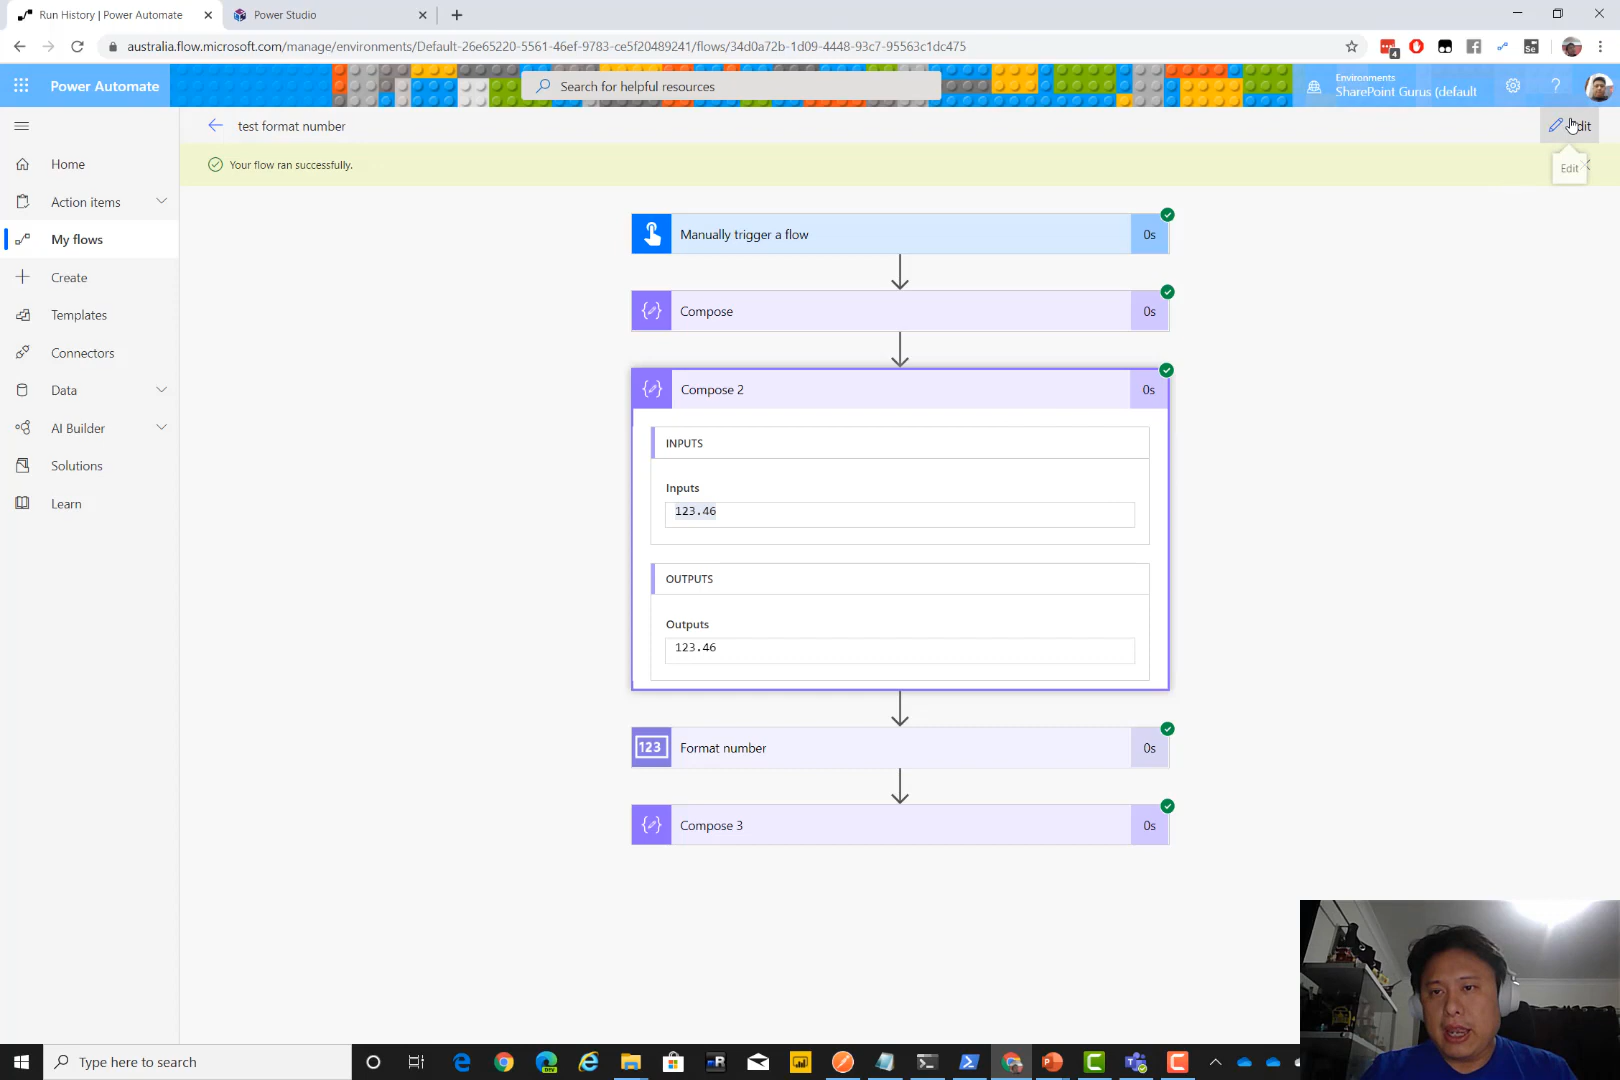 Run History | Power Automate
Power Studio
australia.flow.microsoft.com/manage/environments/Default-26e65220-5561-46ef-9783-ce5f20489241/flows/34d0a72b-1d09-4448-93c7-95563c1dc475
4
Power Automate
Search for helpful resources
Environments
SharePoint Gurus (default
test format number
Edit
Your flow ran successfully.
Home
Action items
My flows
Create
Templates
Connectors
Data
AI Builder
Solutions
Learn
Manually trigger a flow
0s
Compose
0s
Compose 2
0s
INPUTS
Inputs
123.46
OUTPUTS
Outputs
123.46
123
Format number
0s
Compose 3
0s
Type here to search